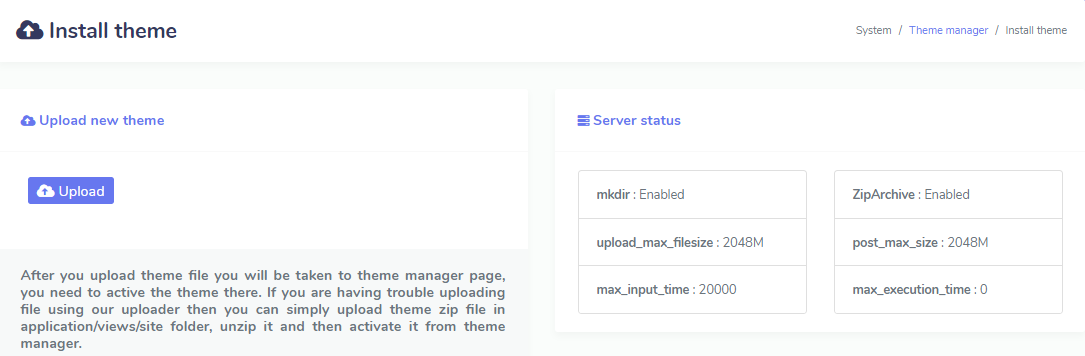 Install theme
System / Theme manager / Install theme
Upload new theme
Upload
After you upload theme file you will be taken to theme manager page,
you need to active the theme there. If you are having trouble uploading
file using our uploader then you can simply upload theme zip file in
application/views/site folder, unzip it and then activate it from theme
manager.
Server status
mkdir : Enabled
upload_max_filesize : 2048M
max_input_time : 20000
ZipArchive : Enabled
post_max_size : 2048M
max_execution_time : 0